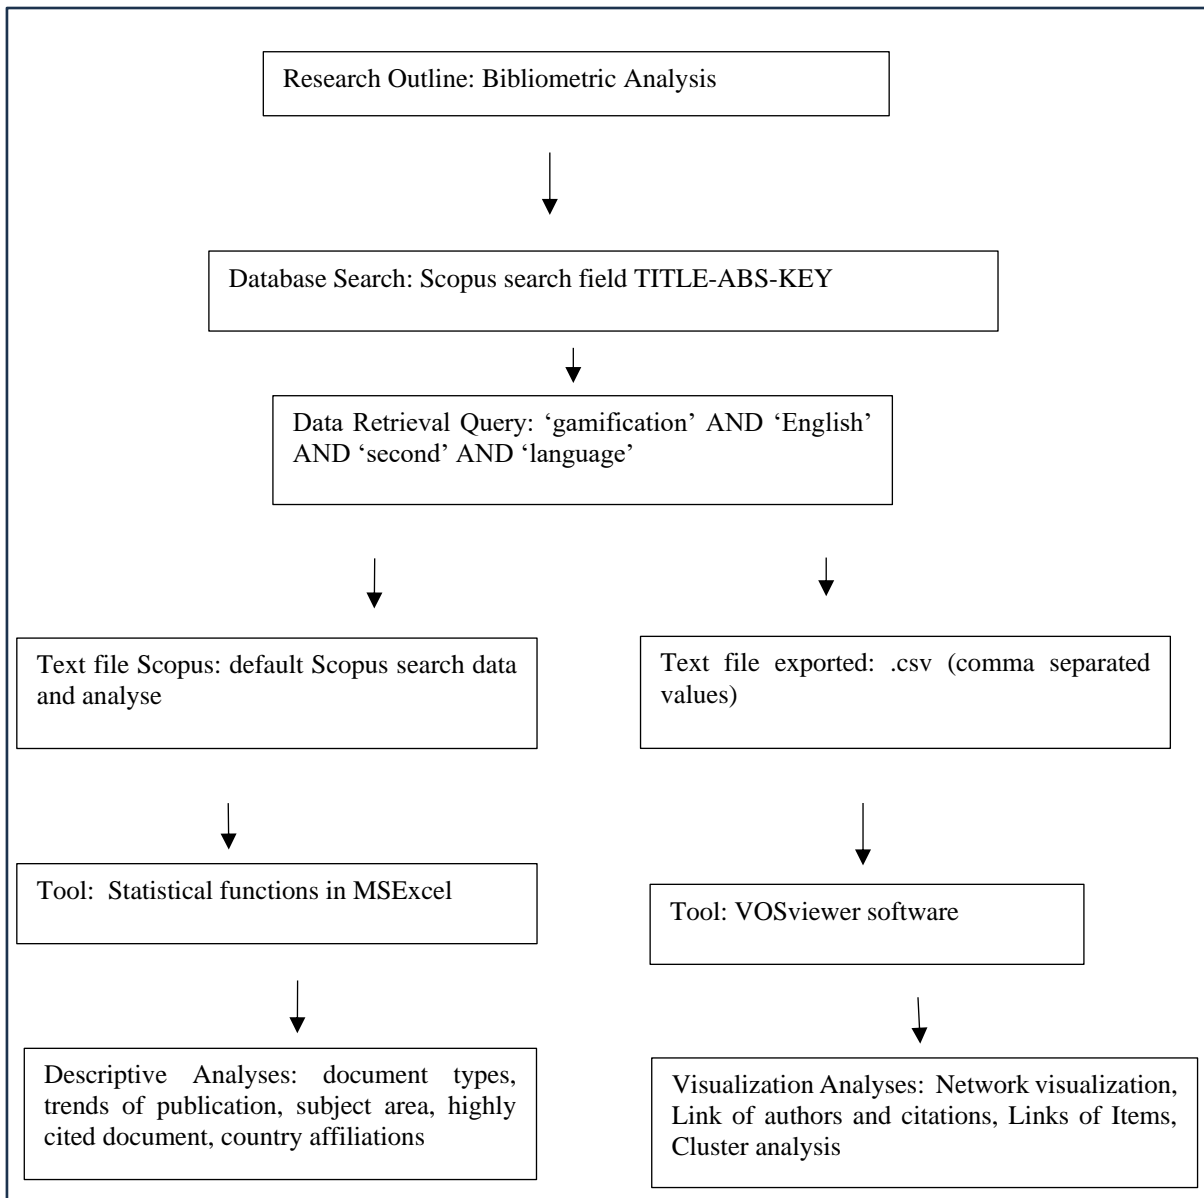 Research Outline: Bibliometric Analysis
Database Search: Scopus search field TITLE-ABS-KEY
Data Retrieval Query: ‘gamification’ AND ‘English’
AND ‘second’ AND ‘language’
Text file Scopus: default Scopus search data
and analyse
Text file exported: .csv (comma separated
values)
Tool: Statistical functions in MSExcel
Tool: VOSviewer software
Descriptive Analyses: document types,
trends of publication, subject area, highly
cited document, country affiliations
Visualization Analyses: Network visualization,
Link of authors and citations, Links of Items,
Cluster analysis